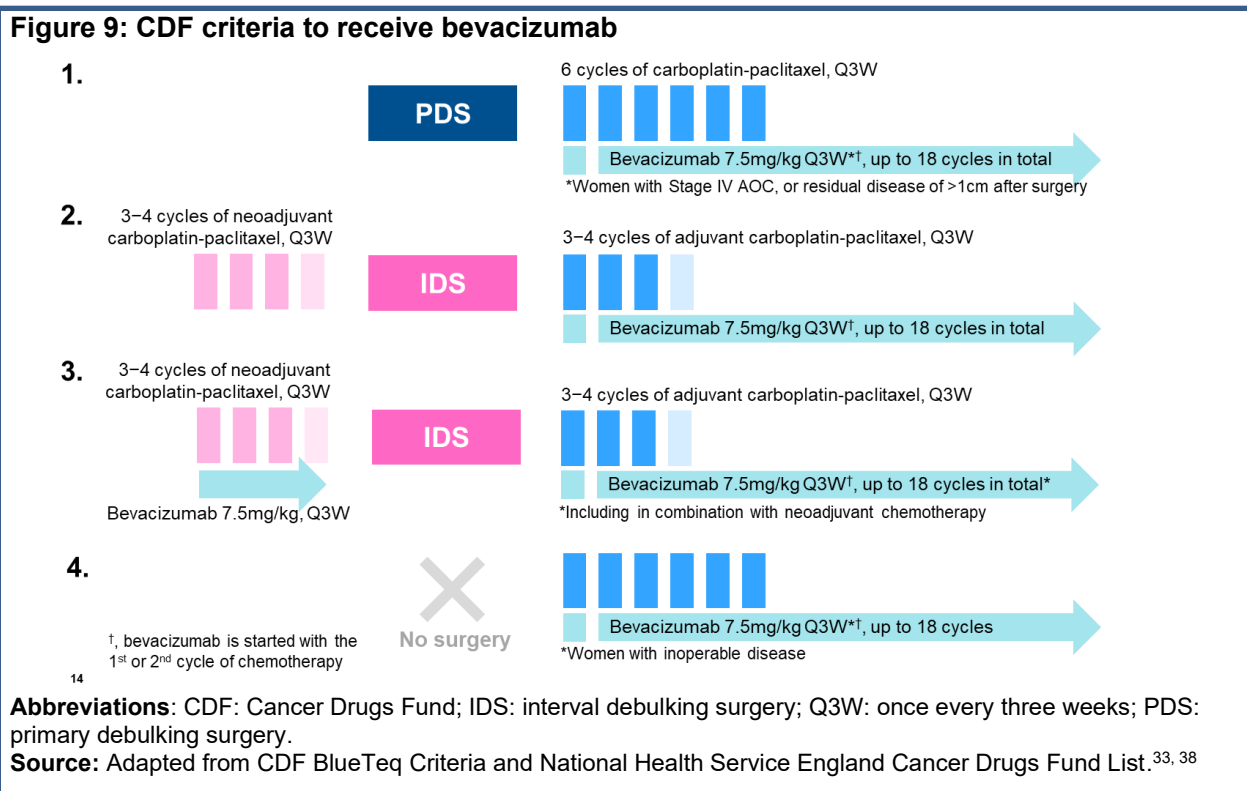 Figure 9: CDF criteria to receive bevacizumab
1.
PDS
6 cycles of carboplatin-paclitaxel, Q3W
Bevacizumab 7.5mg/kg Q3W*†, up to 18 cycles in total
*Women with Stage IV AOC, or residual disease of >1cm after surgery
2.
3−4 cycles of neoadjuvant
carboplatin-paclitaxel, Q3W
IDS
3−4 cycles of adjuvant carboplatin-paclitaxel, Q3W
Bevacizumab 7.5mg/kg Q3W†, up to 18 cycles in total
3.
3−4 cycles of neoadjuvant
carboplatin-paclitaxel, Q3W
Bevacizumab 7.5mg/kg, Q3W
IDS
3−4 cycles of adjuvant carboplatin-paclitaxel, Q3W
Bevacizumab 7.5mg/kg Q3W†, up to 18 cycles in total*
*Including in combination with neoadjuvant chemotherapy
4.
No surgery
Bevacizumab 7.5mg/kg Q3W*†, up to 18 cycles
*Women with inoperable disease
†, bevacizumab is started with the
1st or 2nd cycle of chemotherapy
14
Abbreviations: CDF: Cancer Drugs Fund; IDS: interval debulking surgery; Q3W: once every three weeks; PDS:
primary debulking surgery.
Source: Adapted from CDF BlueTeq Criteria and National Health Service England Cancer Drugs Fund List.33, 38